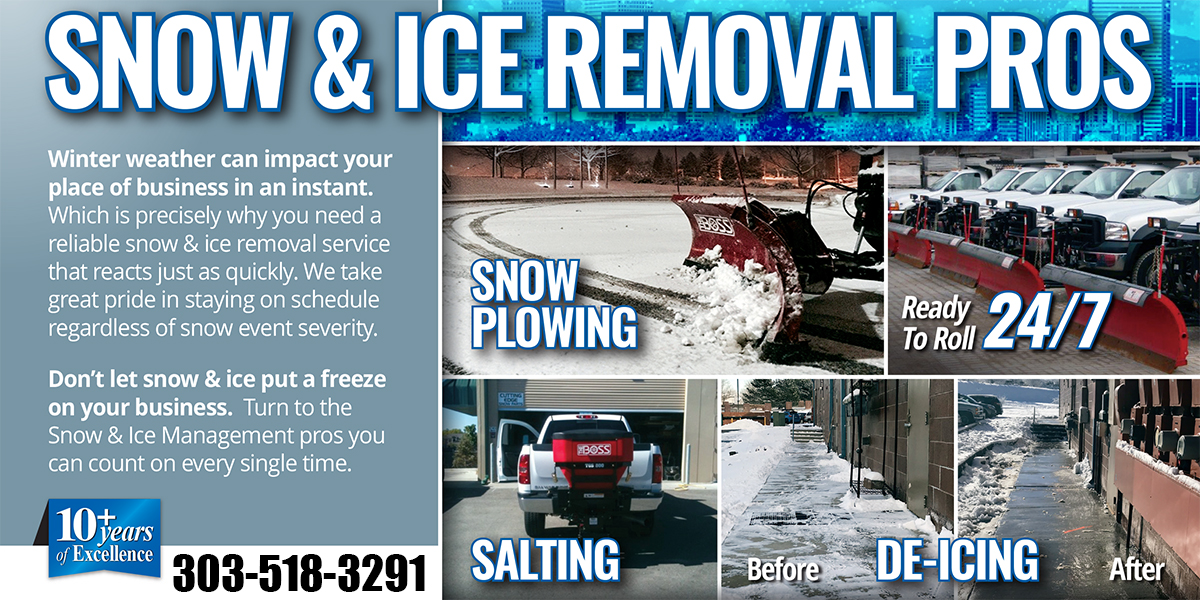 SNOW & ICE REMOVAL PROS
Winter weather can impact your
place of business in an instant.
Which is precisely why you need a
reliable snow & ice removal service
that reacts just as quickly. We take
great pride in staying on schedule
regardless of snow event severity.
Don't let snow & ice put a freeze
on your business. Turn to the
Snow & Ice Management pros you
can count on every single time.
10+
years
of Excellence
303-518-3291
BOSS
SNOW
PLOWING
Ready
To Roll 24/7
CUTTING
EDGE
BOSS
SALTING
Before
DE-ICING
After